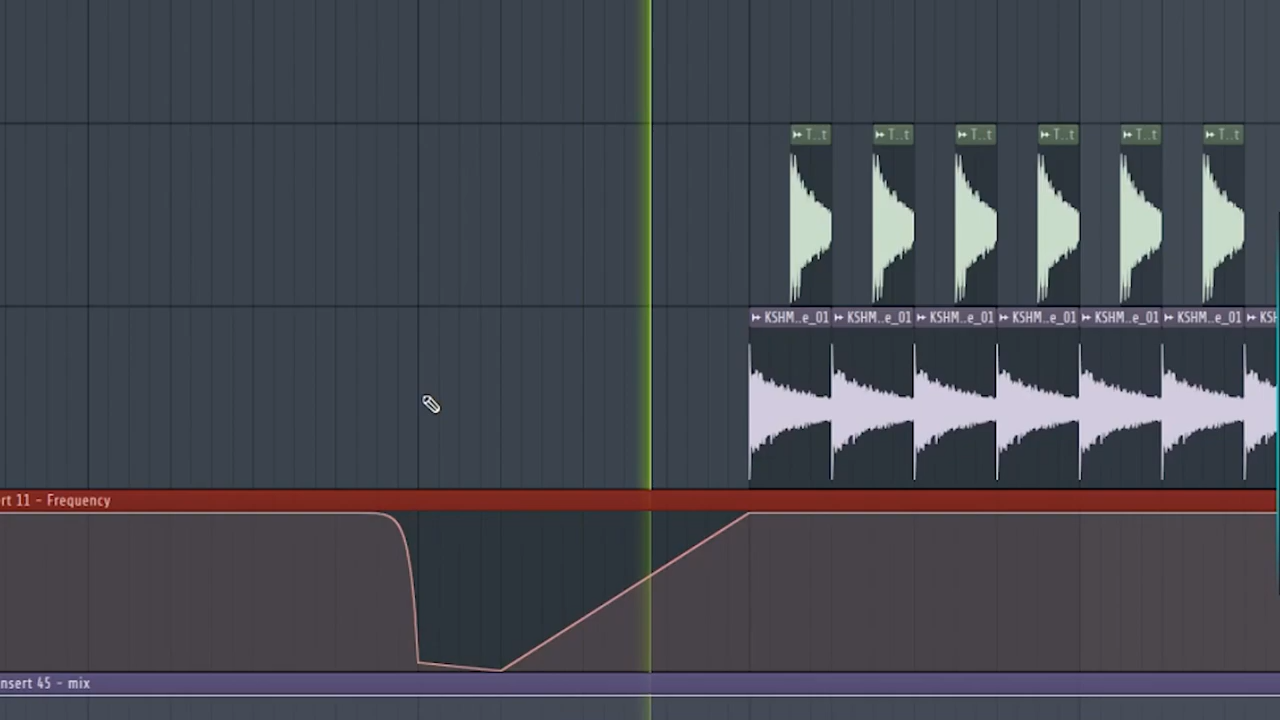 T..t T..t T..t T..t T..t T..t
KSHM..e_01 KSHM..e_01 KSHM..e_01 KSHM..e_01 KSHM..e_01 KSHM..e_01 KSH
rt 11 - Frequency
nsert 45 - mix